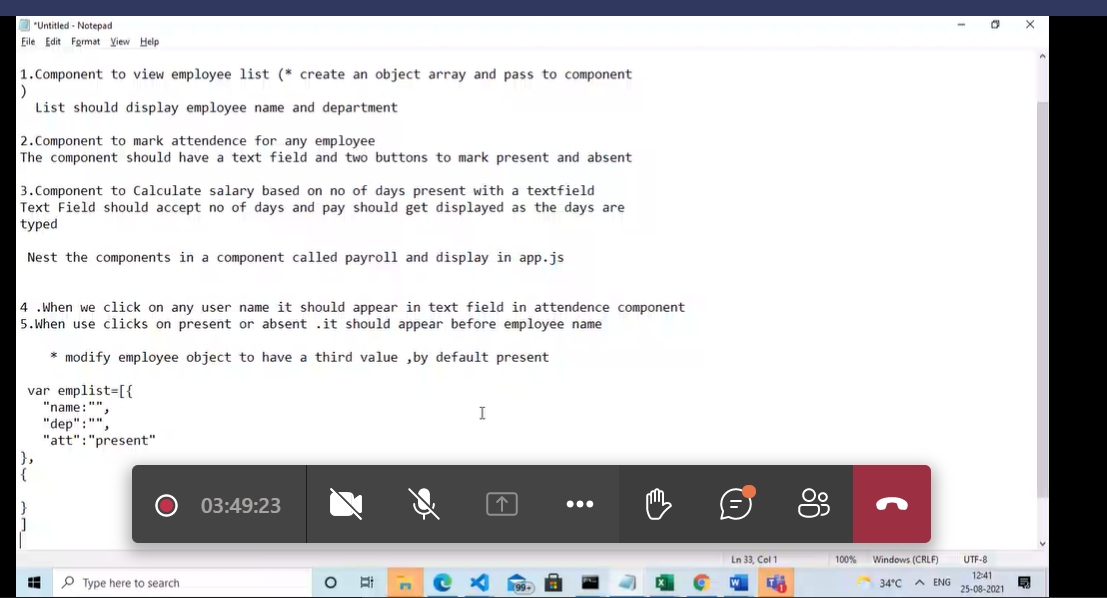 *Untitled - Notepad
File Edit Format View Help
1.Component to view employee list (* create an object array and pass to component
)
List should display employee name and department
2.Component to mark attendence for any employee
The component should have a text field and two buttons to mark present and absent
3.Component to Calculate salary based on no of days present with a textfield
Text Field should accept no of days and pay should get displayed as the days are
typed
Nest the components in a component called payroll and display in app.js
4 .When we click on any user name it should appear in text field in attendence component
5.When use clicks on present or absent .it should appear before employee name
* modify employee object to have a third value ,by default present
var emplist=[{
"name:"",
"dep":"",
"att":"present"
},
{
}
]
03:49:23
Ln 33, Col 1 100% Windows (CRLF) UTF-8
Type here to search
99+
34°C ENG
12:41
25-08-2021